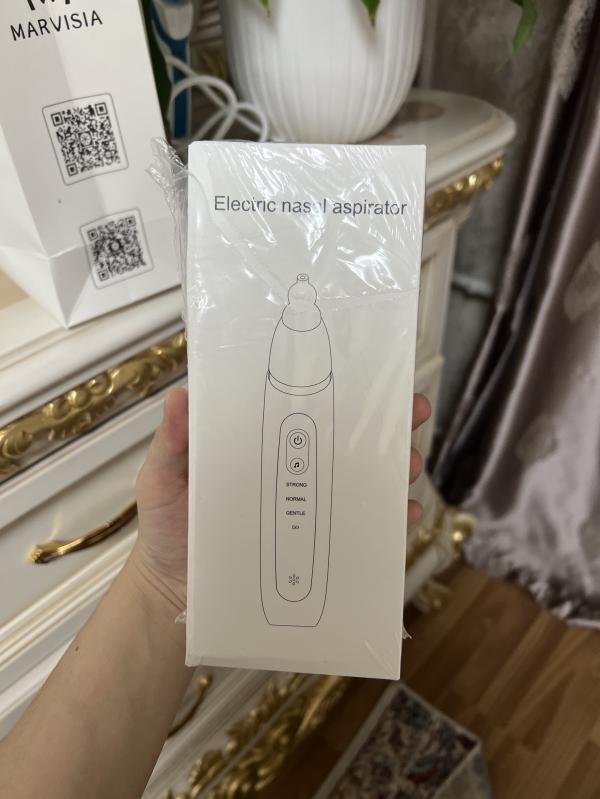 MARVISIA
Electric nasal aspirator
STRONG
NORMAL
GENTLE